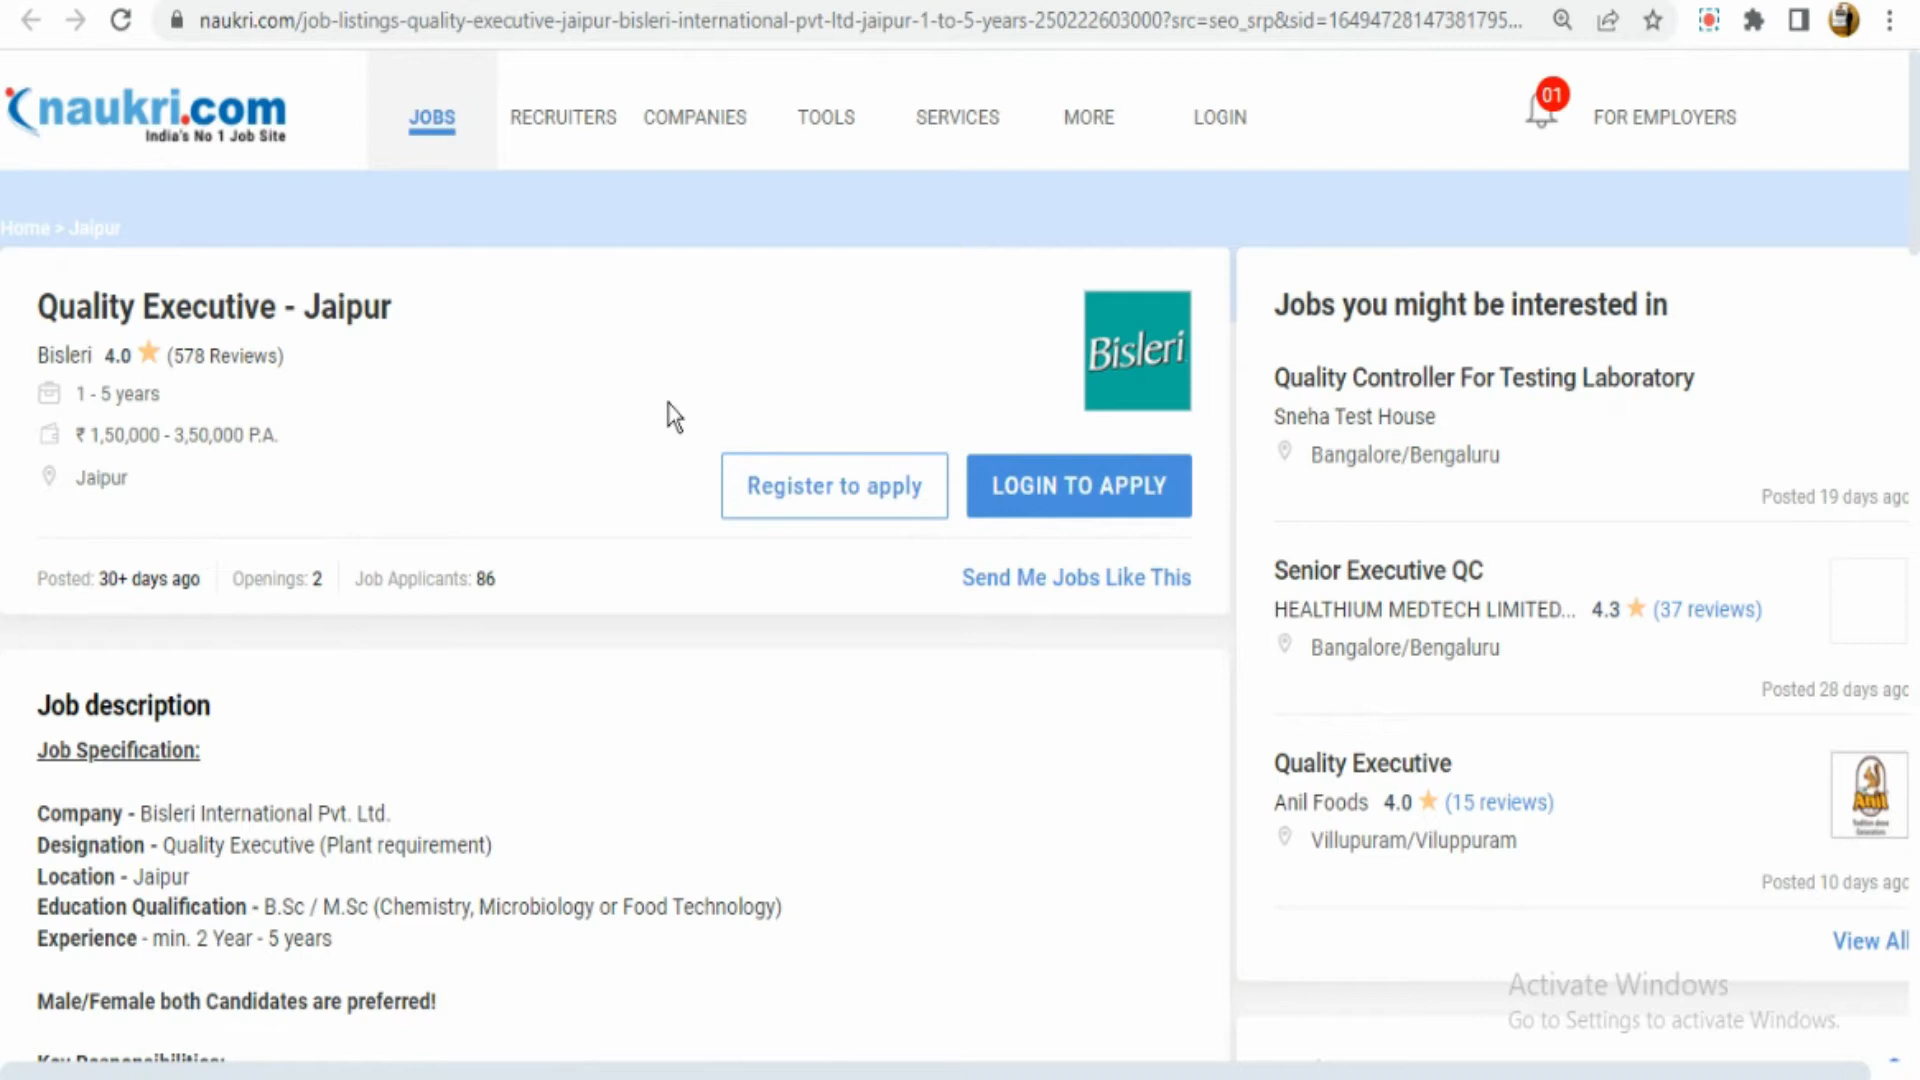 naukri.com/job-listings-quality-executive-jaipur-bisleri-international-pvt-ltd-jaipur-1-to-5-years-250222603000?src=seo_srp&sid=16494728147381795...
naukri.com
India's No 1 Job Site
JOBS
RECRUITERS
COMPANIES
TOOLS
SERVICES
MORE
LOGIN
01
FOR EMPLOYERS
Home > Jaipur
Quality Executive - Jaipur
Bisleri 4.0 (578 Reviews)
1 - 5 years
₹ 1,50,000 - 3,50,000 P.A.
Jaipur
Bisleri
Register to apply
LOGIN TO APPLY
Posted: 30+ days ago
Openings: 2
Job Applicants: 86
Send Me Jobs Like This
Job description
Job Specification:
Company - Bisleri International Pvt. Ltd.
Designation - Quality Executive (Plant requirement)
Location - Jaipur
Education Qualification - B.Sc / M.Sc (Chemistry, Microbiology or Food Technology)
Experience - min. 2 Year - 5 years
Male/Female both Candidates are preferred!
Key Responsibilities:
Jobs you might be interested in
Quality Controller For Testing Laboratory
Sneha Test House
Bangalore/Bengaluru
Posted 19 days ago
Senior Executive QC
HEALTHIUM MEDTECH LIMITED... 4.3 (37 reviews)
Bangalore/Bengaluru
Posted 28 days ago
Quality Executive
Anil Foods 4.0 (15 reviews)
Villupuram/Viluppuram
Anil
Posted 10 days ago
View All
Activate Windows
Go to Settings to activate Windows.